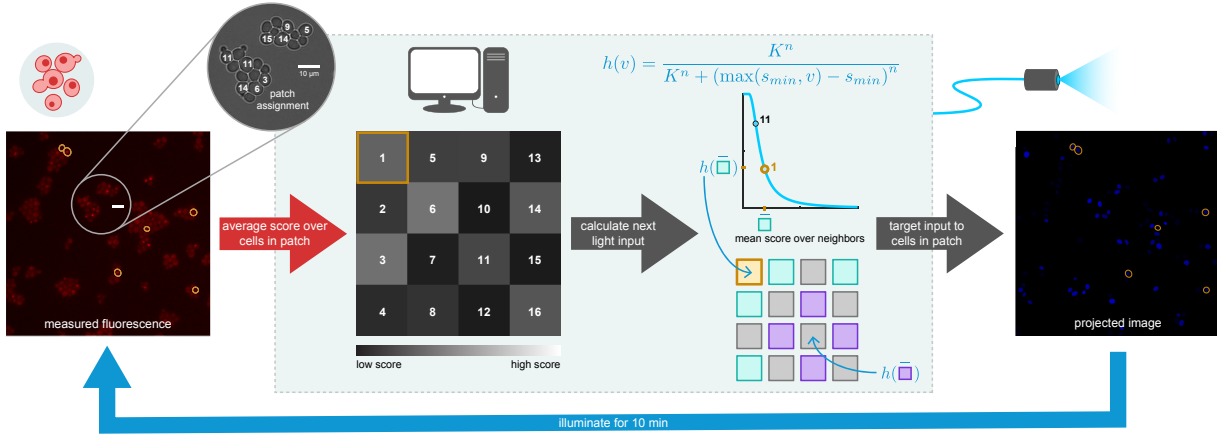 9
5
15
14
11
11
3
14
6
10 µm
patch
assignment
h(v) = K^n / (K^n + (max(s_min, v) − s_min)^n)
measured fluorescence
average score over
cells in patch
1 5 9 13
2 6 10 14
3 7 11 15
4 8 12 16
low score
high score
calculate next
light input
11
1
h(▢̅)
mean score over neighbors
h(▢̅)
target input to
cells in patch
projected image
illuminate for 10 min